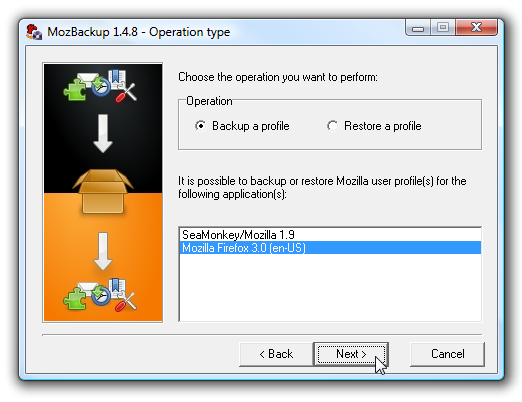 MozBackup 1.4.8 - Operation type
Choose the operation you want to perform:
Operation
Backup a profile
Restore a profile
It is possible to backup or restore Mozilla user profile(s) for the
following application(s):
SeaMonkey/Mozilla 1.9
Mozilla Firefox 3.0 (en-US)
< Back
Next >
Cancel